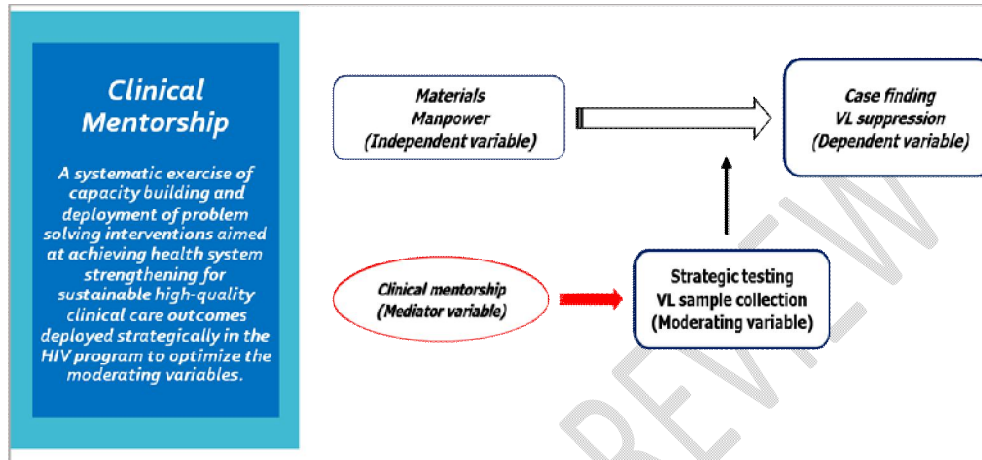 Clinical
Mentorship
A systematic exercise of
capacity building and
deployment of problem
solving interventions aimed
at achieving health system
strengthening for
sustainable high-quality
clinical care outcomes
deployed strategically in the
HIV program to optimize the
moderating variables.
Materials
Manpower
(Independent variable)
Case finding
VL suppression
(Dependent variable)
Clinical mentorship
(Mediator variable)
Strategic testing
VL sample collection
(Moderating variable)
REVIEW